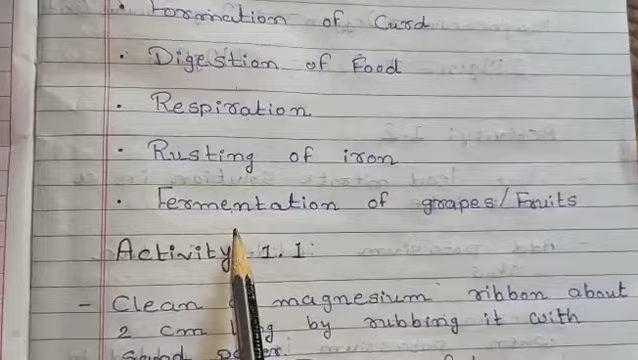 • Formation of Curd
• Digestion of Food
• Respiration
• Rusting of iron
• Fermentation of grapes/Fruits
Activity 1.1
- Clean magnesium ribbon about
2 cm by rubbing it with